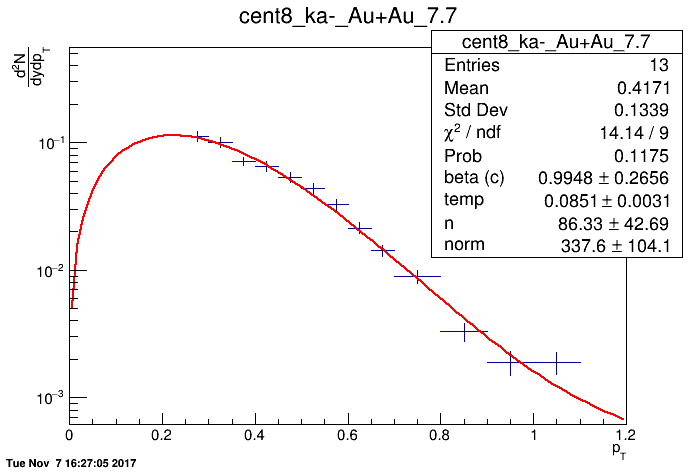 cent8_ka-_Au+Au_7.7
d²N
dydp_T
cent8_ka-_Au+Au_7.7
Entries 13
Mean 0.4171
Std Dev 0.1339
χ² / ndf 14.14 / 9
Prob 0.1175
beta (c) 0.9948 ± 0.2656
temp 0.0851 ± 0.0031
n 86.33 ± 42.69
norm 337.6 ± 104.1
10⁻¹
10⁻²
10⁻³
0 0.2 0.4 0.6 0.8 1 1.2
p_T
Tue Nov 7 16:27:05 2017